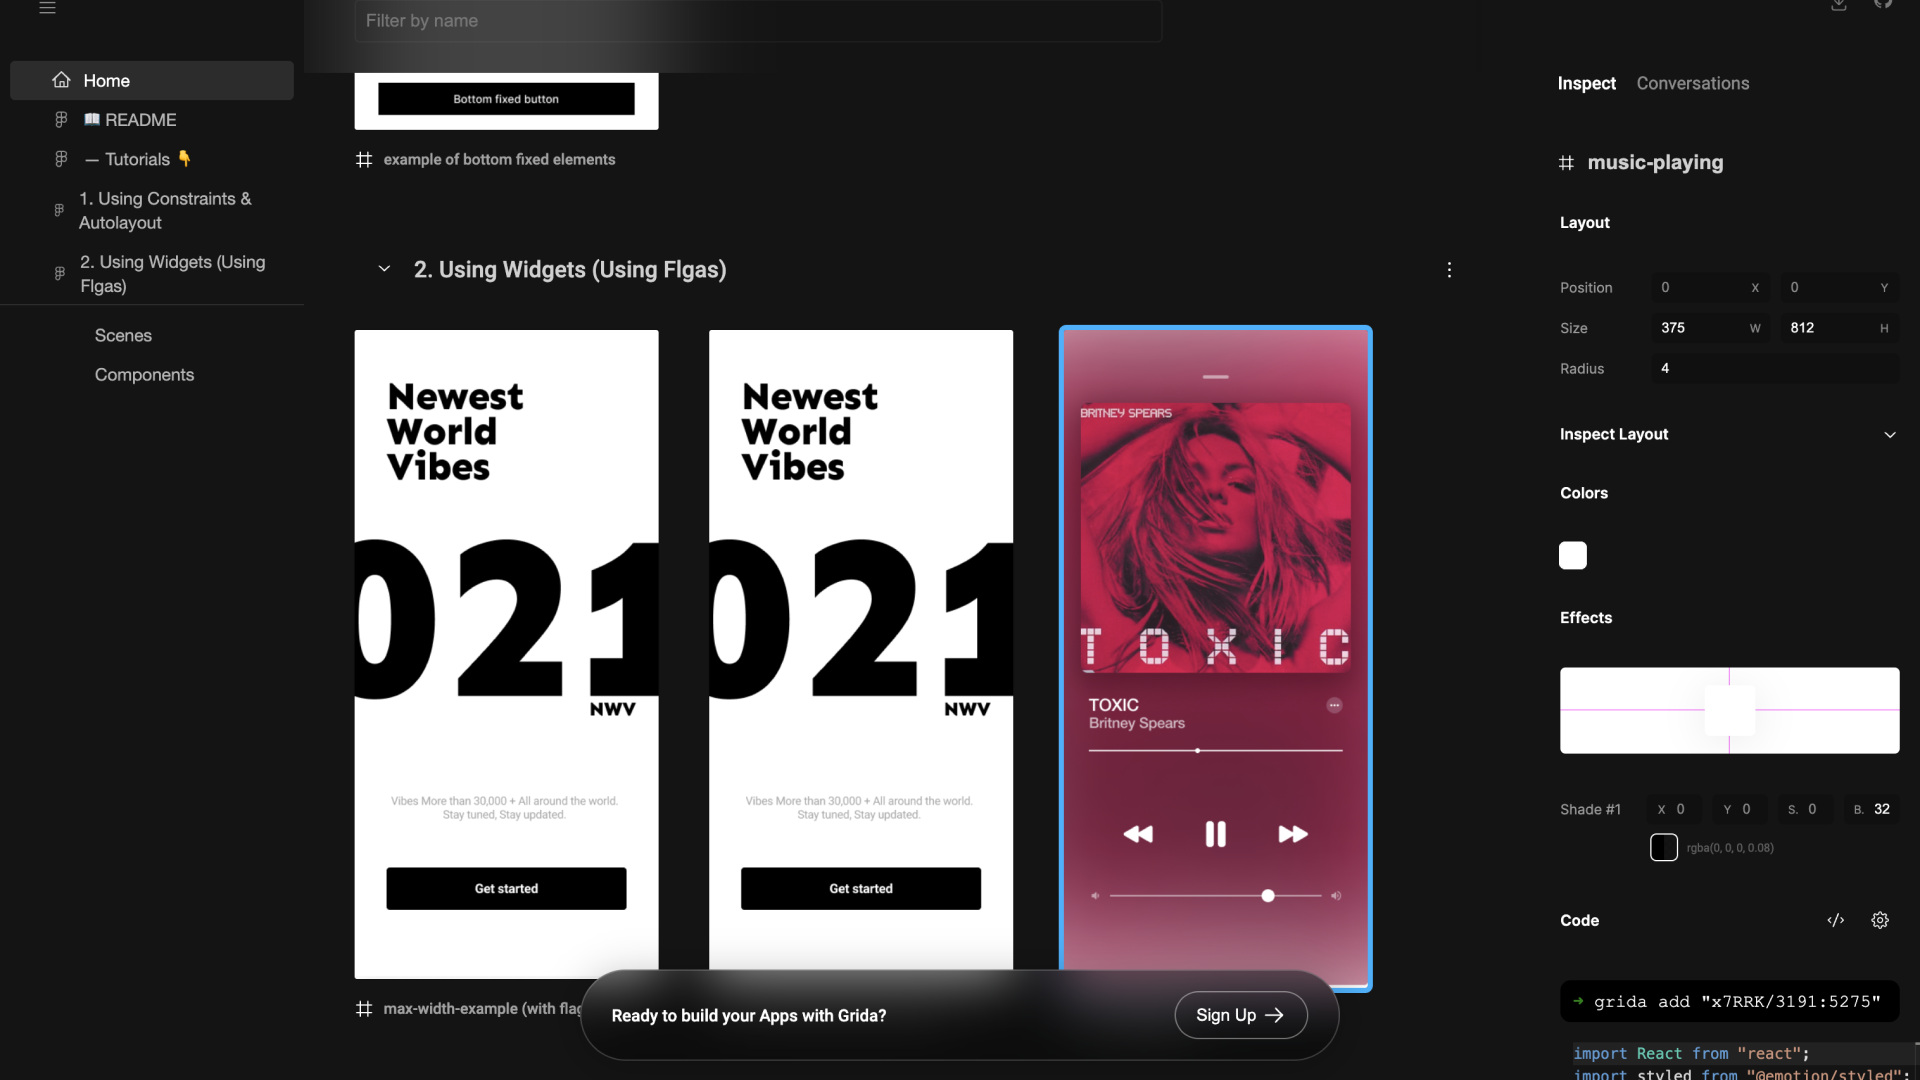 Filter by name
Home
📖 README
— Tutorials 👇
1. Using Constraints &
Autolayout
2. Using Widgets (Using
Flgas)
Scenes
Components
Bottom fixed button
example of bottom fixed elements
2. Using Widgets (Using Flgas)
Newest
World
Vibes
021
NWV
Vibes More than 30,000 + All around the world.
Stay tuned, Stay updated.
Get started
max-width-example (with flag
Newest
World
Vibes
021
NWV
Vibes More than 30,000 + All around the world.
Stay tuned, Stay updated.
Get started
BRITNEY SPEARS
TOXIC
TOXIC
Britney Spears
Ready to build your Apps with Grida?
Sign Up →
Inspect Conversations
music-playing
Layout
Position 0 X 0 Y
Size 375 W 812 H
Radius 4
Inspect Layout
Colors
Effects
Shade #1 X 0 Y 0 S. 0 B. 32
rgba(0, 0, 0, 0.08)
Code
→ grida add "x7RRK/3191:5275"
import React from "react";
import styled from "@emotion/styled";